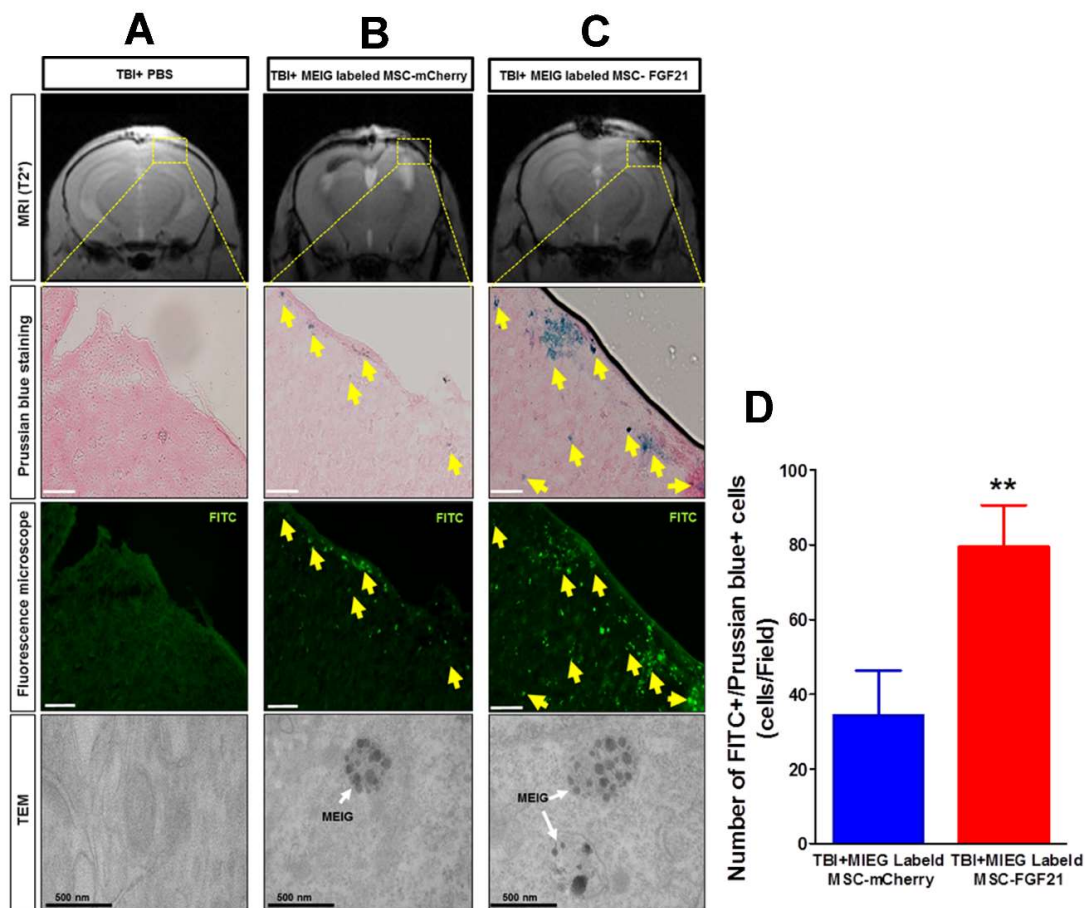 A
B
C
TBI+ PBS
TBI+ MEIG labeled MSC-mCherry
TBI+ MEIG labeled MSC- FGF21
MRI (T2*)
Prussian blue staining
Fluorescence microscope
FITC
FITC
FITC
TEM
500 nm
MEIG
500 nm
MEIG
500 nm
D
Number of FITC+/Prussian blue+ cells
(cells/Field)
100
80
60
40
20
0
**
TBI+MIEG Labeld
MSC-mCherry
TBI+MIEG Labeld
MSC-FGF21